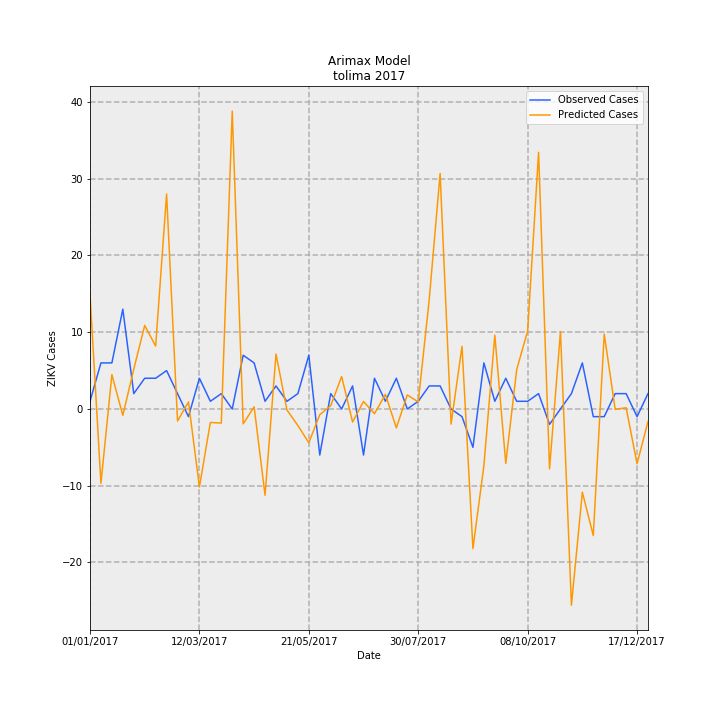 Arimax Model
tolima 2017
Observed Cases
Predicted Cases
40
30
20
10
0
−10
−20
ZIKV Cases
01/01/2017
12/03/2017
21/05/2017
30/07/2017
08/10/2017
17/12/2017
Date